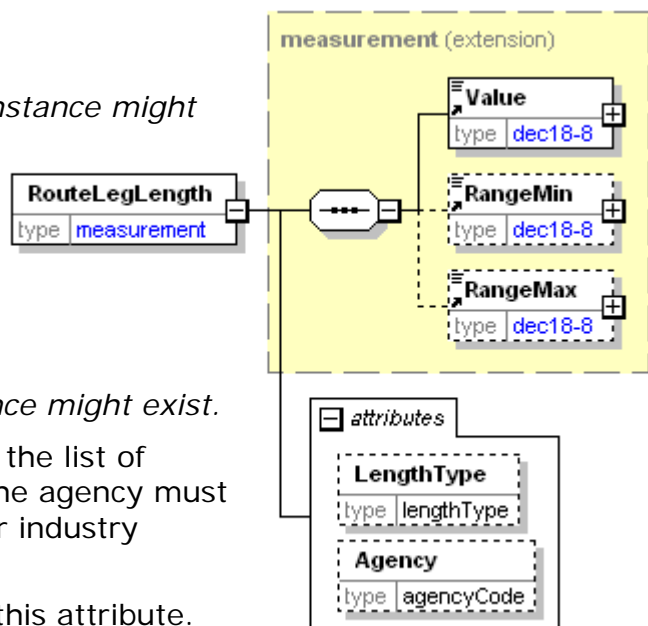 measurement (extension)
nstance might
Value
type dec18-8
RouteLegLength
type measurement
RangeMin
type dec18-8
RangeMax
type dec18-8
nce might exist.
attributes
the list of
ne agency must
r industry
LengthType
type lengthType
Agency
type agencyCode
this attribute.